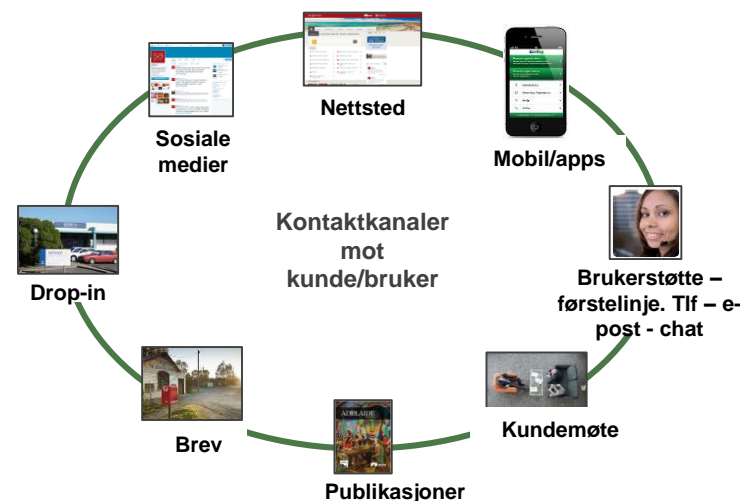 Nettsted
Sosiale
medier
Mobil/apps
Kontaktkanaler
mot
kunde/bruker
Drop-in
Brukerstøtte –
førstelinje. Tlf – e-
post - chat
Brev
Kundemøte
Publikasjoner
ADELAIDE